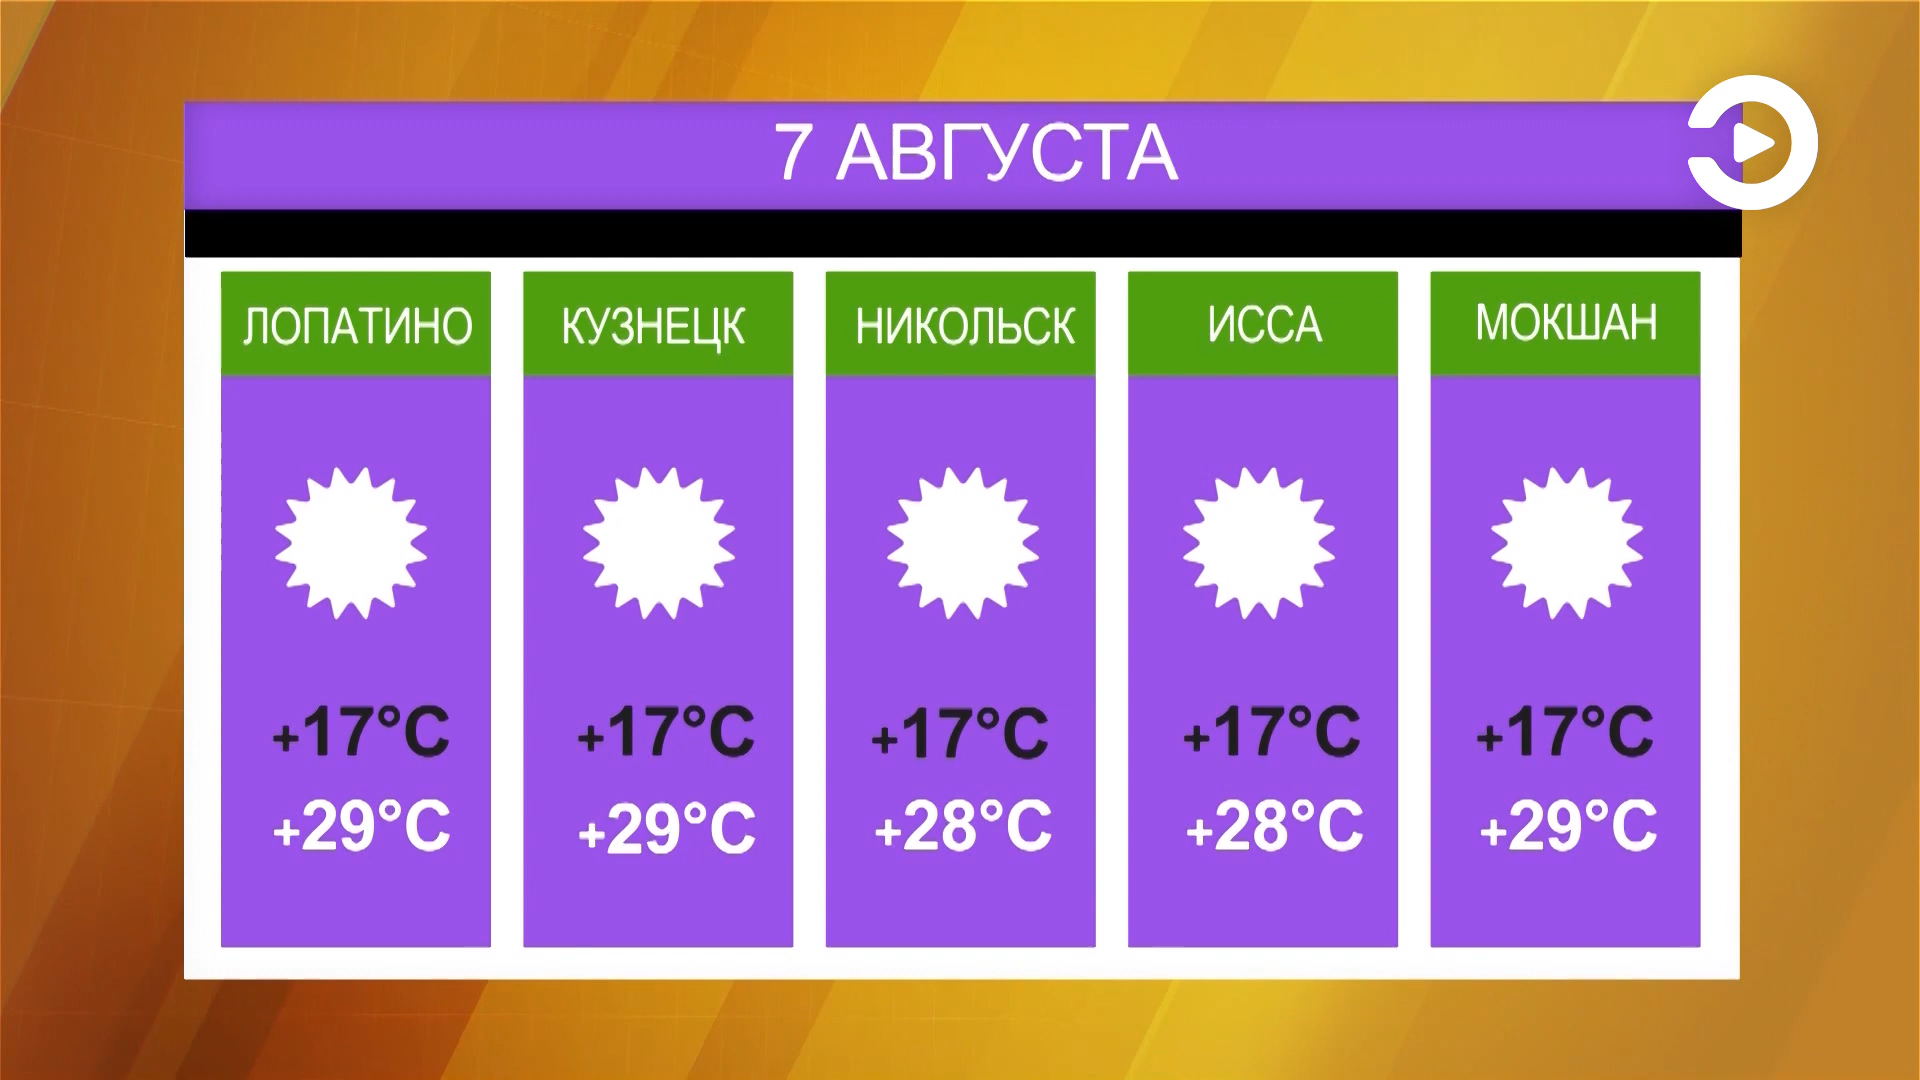 7 АВГУСТА
ЛОПАТИНО
КУЗНЕЦК
НИКОЛЬСК
ИССА
МОКШАН
+17°C
+17°C
+17°C
+17°C
+17°C
+29°C
+29°C
+28°C
+28°C
+29°C